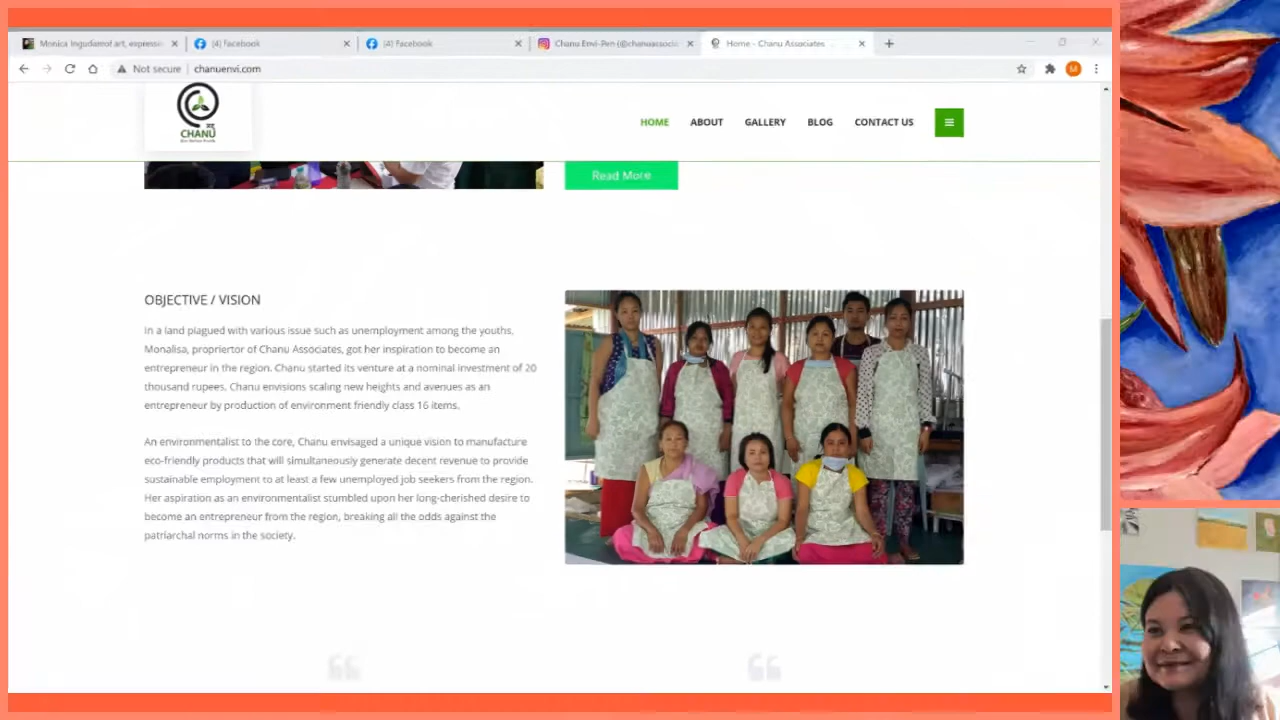 Monica Ingudam of art, expressi
(4) Facebook
(4) Facebook
Chanu Envi-Pen (@chanuassocia
Home - Chanu Associates
Not secure
chanuenvi.com
M
CHANU
HOME
ABOUT
GALLERY
BLOG
CONTACT US
Read More
OBJECTIVE / VISION
In a land plagued with various issue such as unemployment among the youths,
Monalisa, propriertor of Chanu Associates, got her inspiration to become an
entrepreneur in the region. Chanu started its venture at a nominal investment of 20
thousand rupees. Chanu envisions scaling new heights and avenues as an
entrepreneur by production of environment friendly class 16 items.
An environmentalist to the core, Chanu envisaged a unique vision to manufacture
eco-friendly products that will simultaneously generate decent revenue to provide
sustainable employment to at least a few unemployed job seekers from the region.
Her aspiration as an environmentalist stumbled upon her long-cherished desire to
become an entrepreneur from the region, breaking all the odds against the
patriarchal norms in the society.